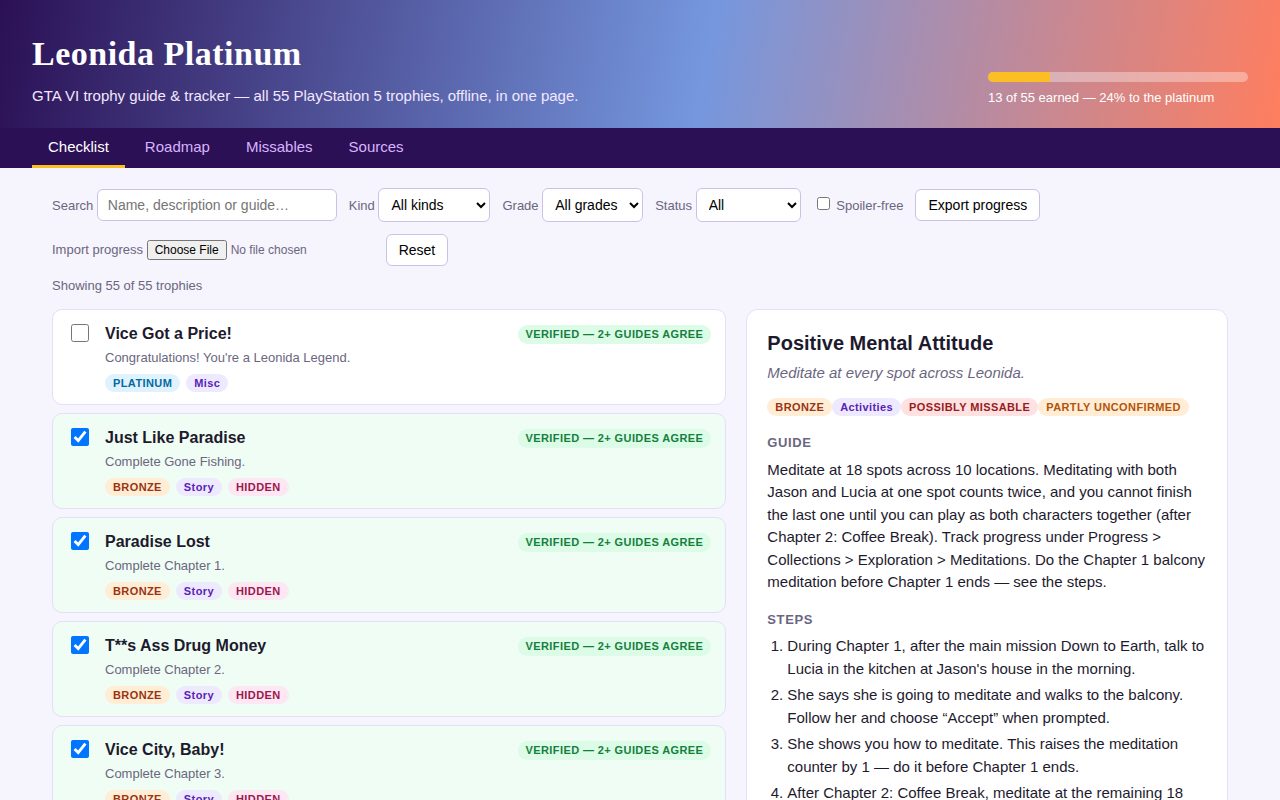 Leonida Platinum
GTA VI trophy guide & tracker — all 55 PlayStation 5 trophies, offline, in one page.
13 of 55 earned — 24% to the platinum
Checklist Roadmap Missables Sources
Search Name, description or guide… Kind All kinds Grade All grades Status All Spoiler-free Export progress
Import progress Choose File No file chosen Reset
Showing 55 of 55 trophies
Vice Got a Price! VERIFIED — 2+ GUIDES AGREE
Congratulations! You're a Leonida Legend.
PLATINUM Misc
Just Like Paradise VERIFIED — 2+ GUIDES AGREE
Complete Gone Fishing.
BRONZE Story HIDDEN
Paradise Lost VERIFIED — 2+ GUIDES AGREE
Complete Chapter 1.
BRONZE Story HIDDEN
T**s Ass Drug Money VERIFIED — 2+ GUIDES AGREE
Complete Chapter 2.
BRONZE Story HIDDEN
Vice City, Baby! VERIFIED — 2+ GUIDES AGREE
Complete Chapter 3.
BRONZE Story HIDDEN
Positive Mental Attitude
Meditate at every spot across Leonida.
BRONZE Activities POSSIBLY MISSABLE PARTLY UNCONFIRMED
GUIDE
Meditate at 18 spots across 10 locations. Meditating with both
Jason and Lucia at one spot counts twice, and you cannot finish
the last one until you can play as both characters together (after
Chapter 2: Coffee Break). Track progress under Progress >
Collections > Exploration > Meditations. Do the Chapter 1 balcony
meditation before Chapter 1 ends — see the steps.
STEPS
1. During Chapter 1, after the main mission Down to Earth, talk to
Lucia in the kitchen at Jason's house in the morning.
2. She says she is going to meditate and walks to the balcony.
Follow her and choose “Accept” when prompted.
3. She shows you how to meditate. This raises the meditation
counter by 1 — do it before Chapter 1 ends.
4. After Chapter 2: Coffee Break, meditate at the remaining 18